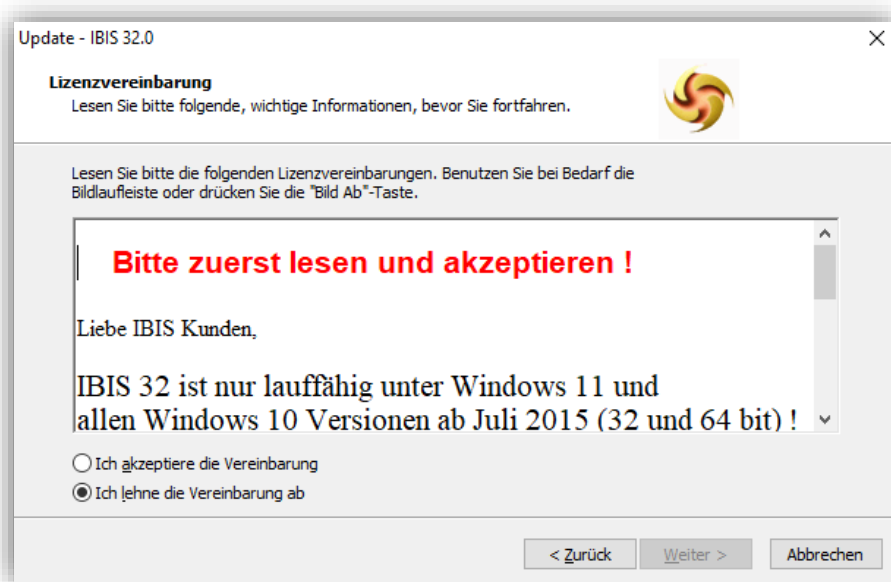 Update - IBIS 32.0
Lizenzvereinbarung
Lesen Sie bitte folgende, wichtige Informationen, bevor Sie fortfahren.
Lesen Sie bitte die folgenden Lizenzvereinbarungen. Benutzen Sie bei Bedarf die
Bildlaufleiste oder drücken Sie die "Bild Ab"-Taste.
Bitte zuerst lesen und akzeptieren !
Liebe IBIS Kunden,
IBIS 32 ist nur lauffähig unter Windows 11 und
allen Windows 10 Versionen ab Juli 2015 (32 und 64 bit) !
Ich akzeptiere die Vereinbarung
Ich lehne die Vereinbarung ab
< Zurück
Weiter >
Abbrechen